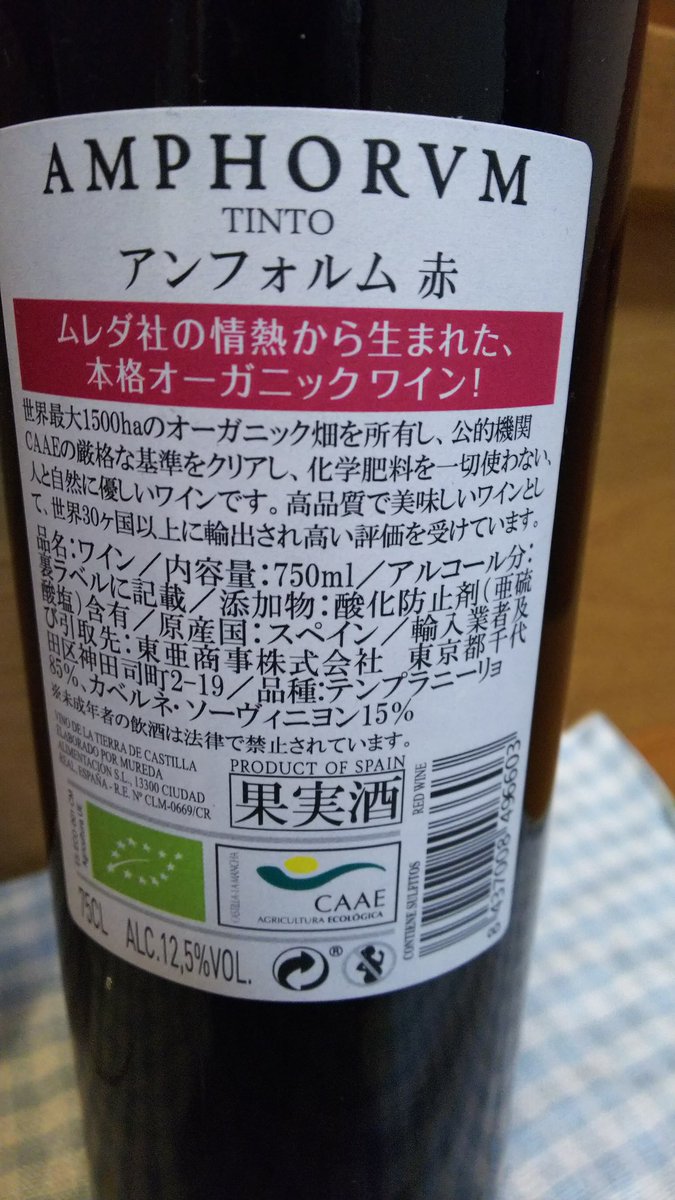 AMPHORVM
TINTO
アンフォルム 赤
ムレダ社の情熱から生まれた、
本格オーガニックワイン!
世界最大1500haのオーガニック畑を所有し、公的機関
CAAEの厳格な基準をクリアし、化学肥料を一切使わない、
人と自然に優しいワインです。高品質で美味しいワインとし
て、世界30ヶ国以上に輸出され高い評価を受けています。
品名:ワイン/内容量:750ml/アルコール分:
裏ラベルに記載/添加物:酸化防止剤(亜硫
酸塩)含有/原産国:スペイン/輸入業者及
び引取先:東亜商事株式会社 東京都千代
田区神田司町2-19/品種:テンプラニーリョ
85%、カベルネ・ソーヴィニヨン15%
※未成年者の飲酒は法律で禁止されています。
VINO DE LA TIERRA DE CASTILLA
ELABORADO POR MUREDA
ALIMENTACIÓN S.L., 13300 CIUDAD
REAL. ESPAÑA - R.E. Nº CLM-0669/CR
PRODUCT OF SPAIN
果実酒
RED WINE
CONTIENE SULFITOS
8 437008 496603
Agricultura UE
CASTILLA-LA MANCHA
CAAE
AGRICULTURA ECOLÓGICA
75CL
ALC.12,5%VOL.
®